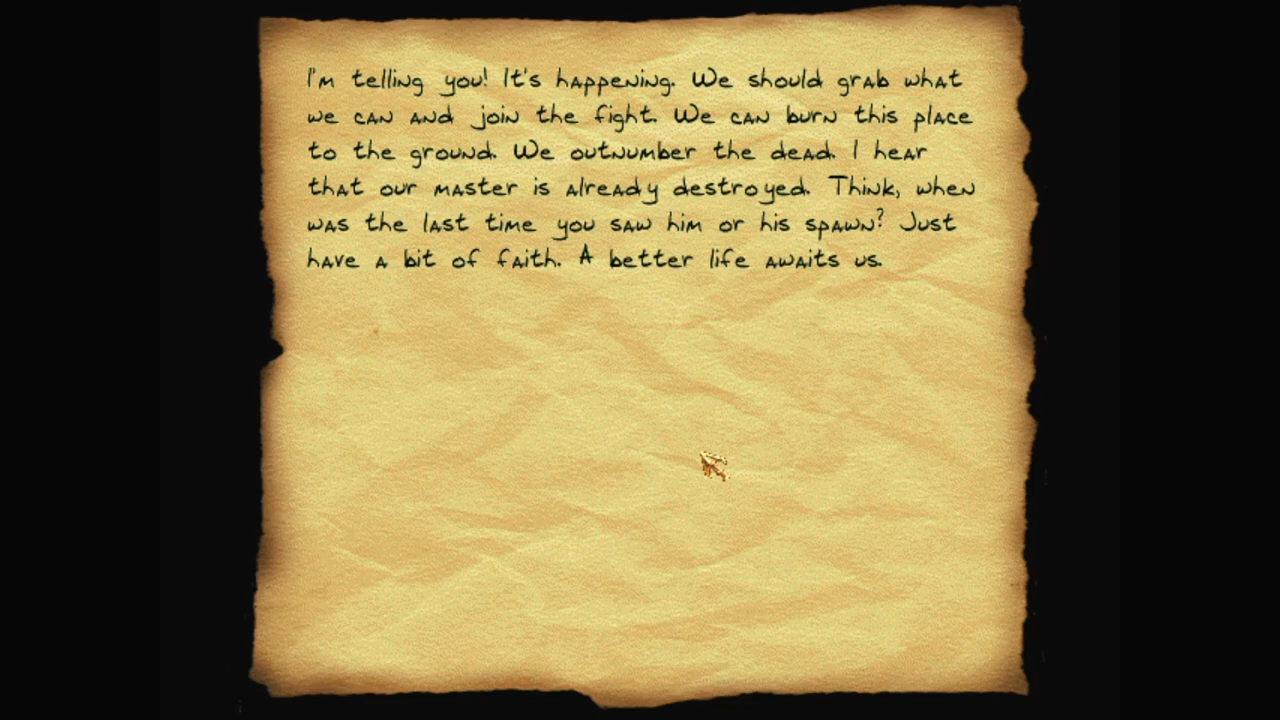 I'm telling you! It's happening. We should grab what
we can and join the fight. We can burn this place
to the ground. We outnumber the dead. I hear
that our master is already destroyed. Think, when
was the last time you saw him or his spawn? Just
have a bit of faith. A better life awaits us.